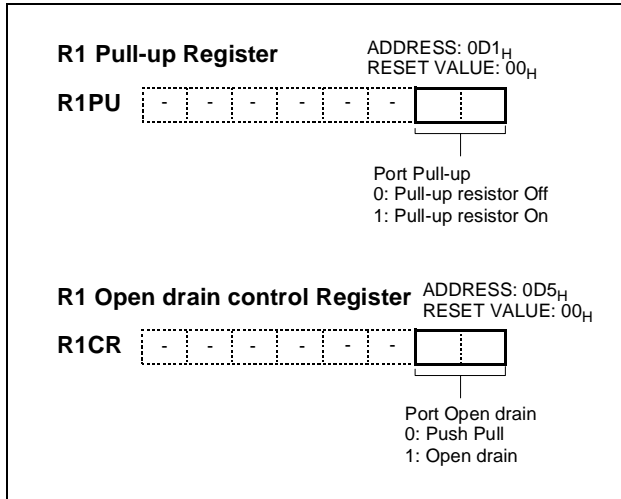 R1 Pull-up Register
ADDRESS: 0D1H
RESET VALUE: 00H
R1PU - - - - - -
Port Pull-up
0: Pull-up resistor Off
1: Pull-up resistor On
R1 Open drain control Register
ADDRESS: 0D5H
RESET VALUE: 00H
R1CR - - - - - -
Port Open drain
0: Push Pull
1: Open drain